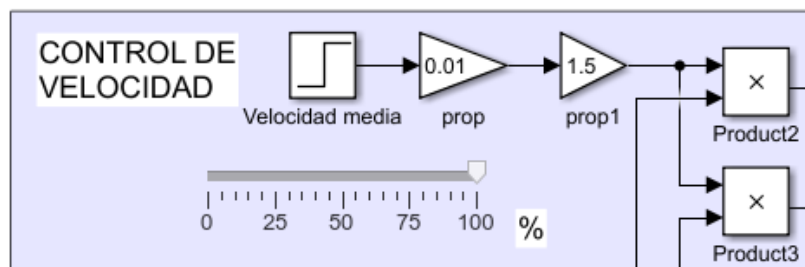 CONTROL DE
VELOCIDAD
0.01
1.5
×
Velocidad media
prop
prop1
Product2
×
0 25 50 75 100
%
Product3